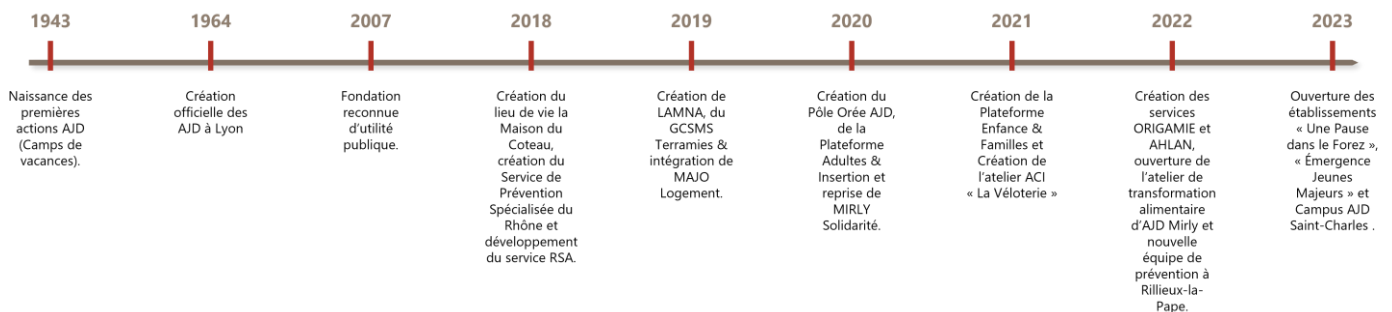 1943
Naissance des
premières
actions AJD
(Camps de
vacances).
1964
Création
officielle des
AJD à Lyon
2007
Fondation
reconnue
d'utilité
publique.
2018
Création du
lieu de vie la
Maison du
Coteau,
création du
Service de
Prévention
Spécialisée du
Rhône et
développement
du service RSA.
2019
Création de
LAMNA, du
GCSMS
Terramies &
intégration de
MAJO
Logement.
2020
Création du
Pôle Orée AJD,
de la
Plateforme
Adultes &
Insertion et
reprise de
MIRLY
Solidarité.
2021
Création de la
Plateforme
Enfance &
Familles et
Création de
l'atelier ACI
« La Véloterie »
2022
Création des
services
ORIGAMIE et
AHLAN,
ouverture de
l'atelier de
transformation
alimentaire
d'AJD Mirly et
nouvelle
équipe de
prévention à
Rillieux-la-
Pape.
2023
Ouverture des
établissements
« Une Pause
dans le Forez »,
« Émergence
Jeunes
Majeurs » et
Campus AJD
Saint-Charles .